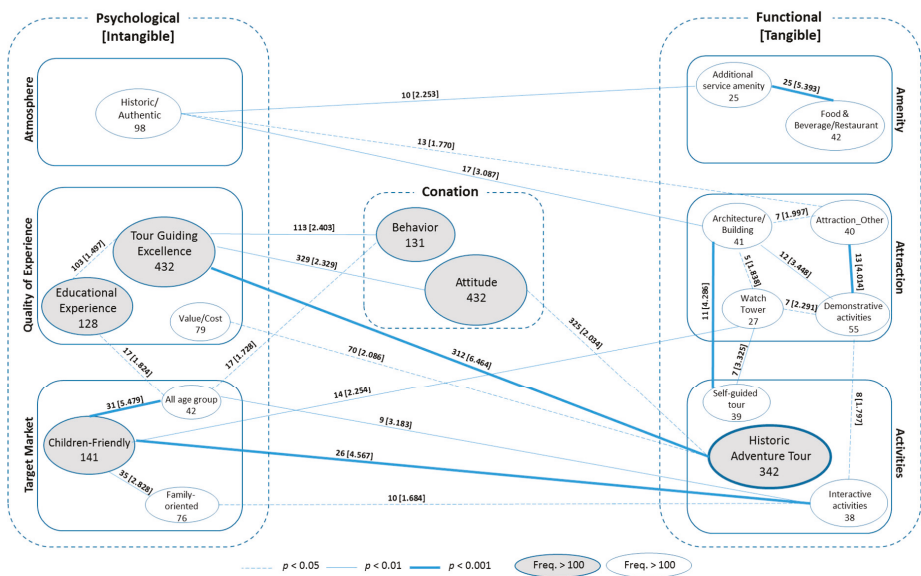 Psychological
[Intangible]
Functional
[Tangible]
Atmosphere
Historic/
Authentic
98
10 [2.253]
13 [1.770]
17 [3.087]
Additional
service amenity
25
25 [5.393]
Food &
Beverage/Restaurant
42
Amenity
Quality of Experience
Tour Guiding
Excellence
432
103 [1.497]
Educational
Experience
128
Value/Cost
79
113 [2.403]
329 [2.329]
Conation
Behavior
131
Attitude
432
17 [1.824]
17 [1.728]
70 [2.086]
312 [6.464]
325 [2.034]
14 [2.254]
Architecture/
Building
41
7 [1.997]
Attraction_Other
40
5 [1.838]
12 [3.448]
13 [4.014]
11 [4.286]
Watch
Tower
27
7 [2.291]
Demonstrative
activities
55
Attraction
7 [3.325]
8 [1.797]
Target Market
31 [5.479]
All age group
42
Children-Friendly
141
35 [2.828]
Family-
oriented
76
9 [3.183]
26 [4.567]
10 [1.684]
Self-guided
tour
39
Historic
Adventure Tour
342
Interactive
activities
38
Activities
p < 0.05
p < 0.01
p < 0.001
Freq. > 100
Freq. > 100